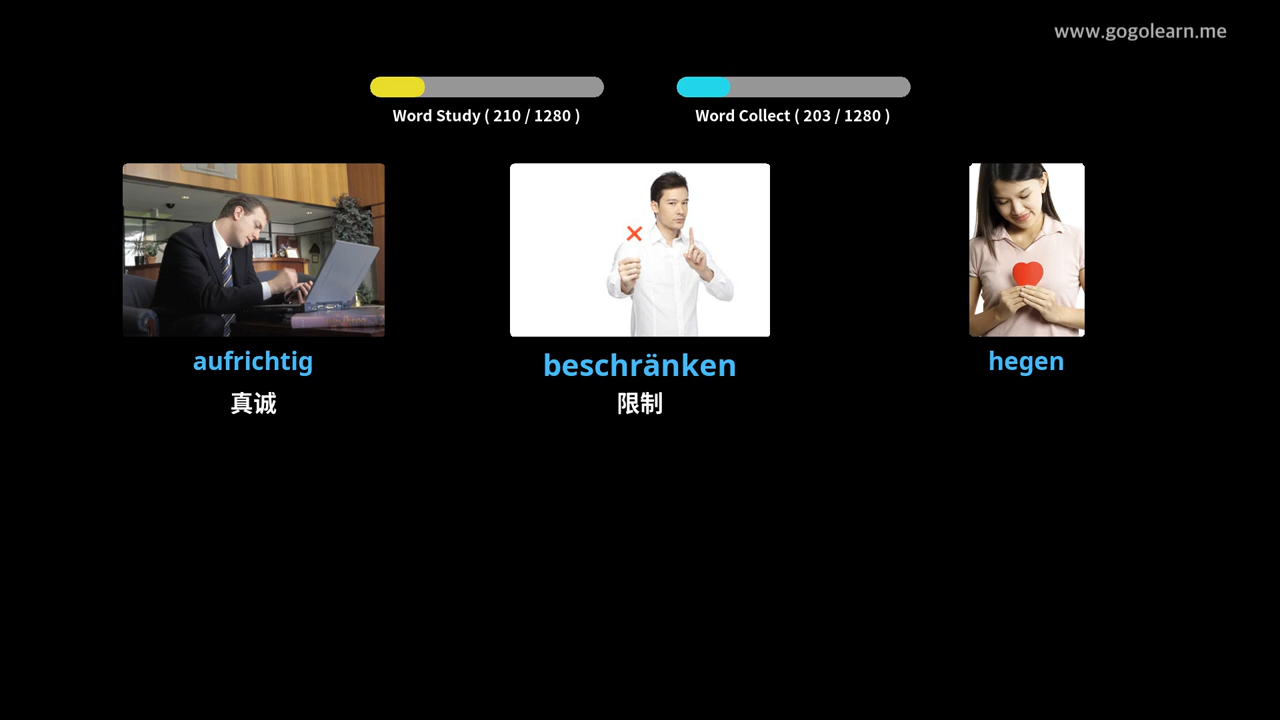 www.gogolearn.me
Word Study ( 210 / 1280 )
Word Collect ( 203 / 1280 )
aufrichtig
真诚
beschränken
限制
hegen